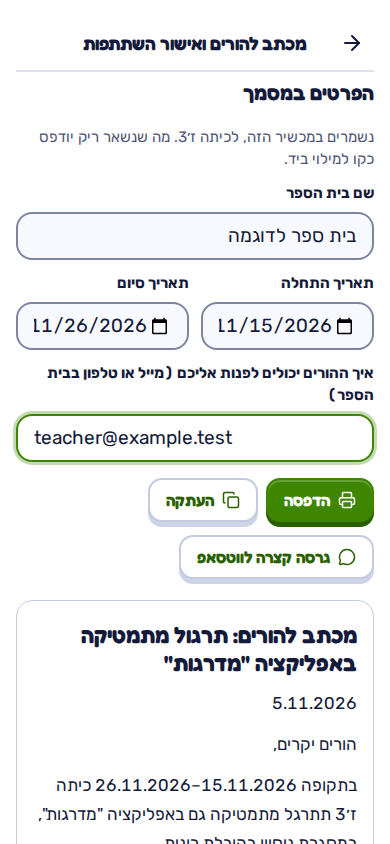 מכתב להורים ואישור השתתפות
הפרטים במסמך
נשמרים במכשיר הזה, לכיתה ז׳3. מה שנשאר ריק יודפס
כקו למילוי ביד.
שם בית הספר
בית ספר לדוגמה
תאריך התחלה
תאריך סיום
11/15/2026
11/26/2026
איך ההורים יכולים לפנות אליכם (מייל או טלפון בבית
הספר)
teacher@example.test
הדפסה
העתקה
גרסה קצרה לווטסאפ
מכתב להורים: תרגול מתמטיקה
באפליקציה "מדרגות"
5.11.2026
הורים יקרים,
בתקופה 15.11.2026–26.11.2026 כיתה
ז׳3 תתרגל מתמטיקה גם באפליקציה "מדרגות",